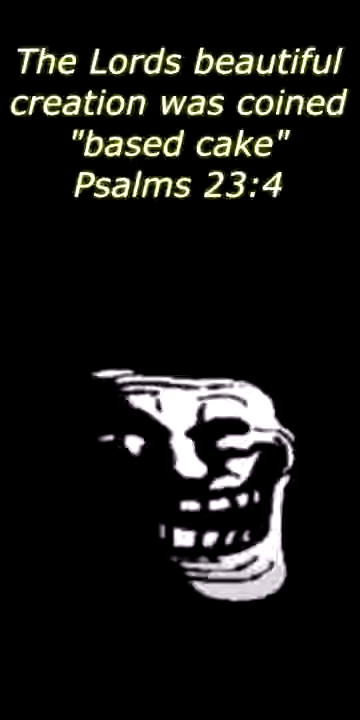 The Lords beautiful
creation was coined
"based cake"
Psalms 23:4